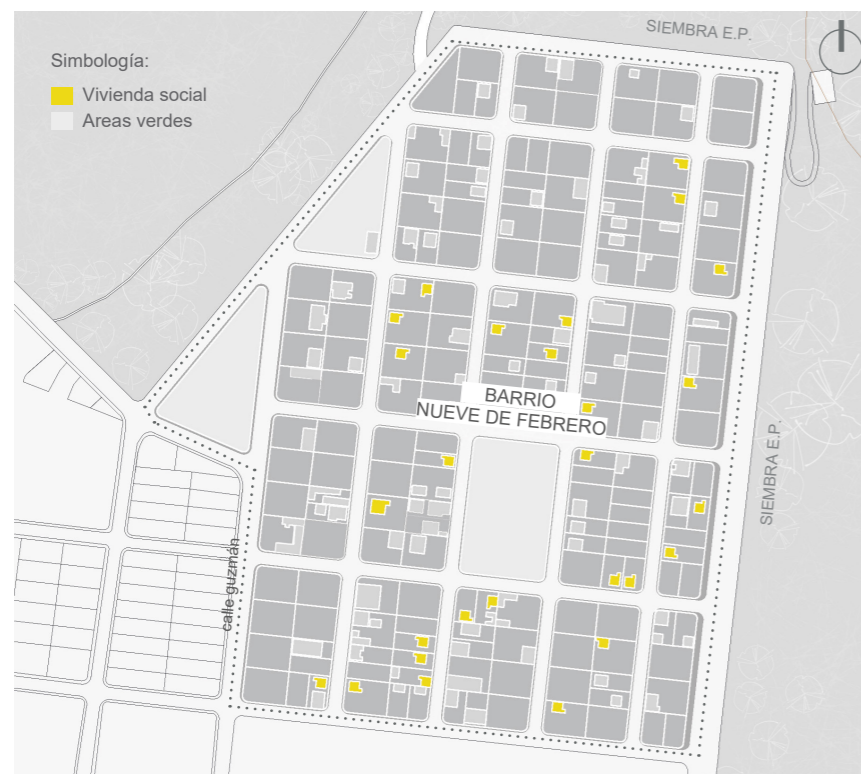 SIEMBRA E.P.
Simbología:
Vivienda social
Areas verdes
BARRIO
NUEVE DE FEBRERO
SIEMBRA E.P.
calle guzmán